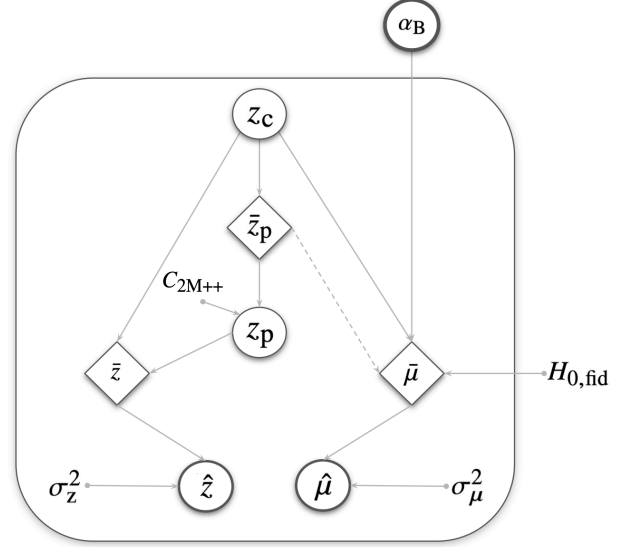 α_B
z_c
z̄_p
C_2M++
z_p
z̄
μ̄
H_0,fid
σ_z^2
ẑ
μ̂
σ_μ^2